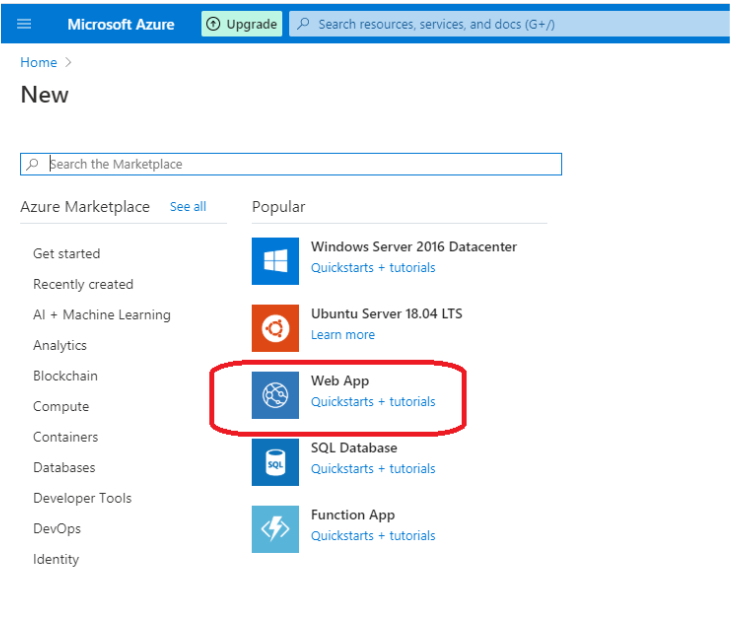 Microsoft Azure
Upgrade
Search resources, services, and docs (G+/)
Home >
New
Search the Marketplace
Azure Marketplace See all
Get started
Recently created
AI + Machine Learning
Analytics
Blockchain
Compute
Containers
Databases
Developer Tools
DevOps
Identity
Popular
Windows Server 2016 Datacenter
Quickstarts + tutorials
Ubuntu Server 18.04 LTS
Learn more
Web App
Quickstarts + tutorials
SQL
SQL Database
Quickstarts + tutorials
Function App
Quickstarts + tutorials